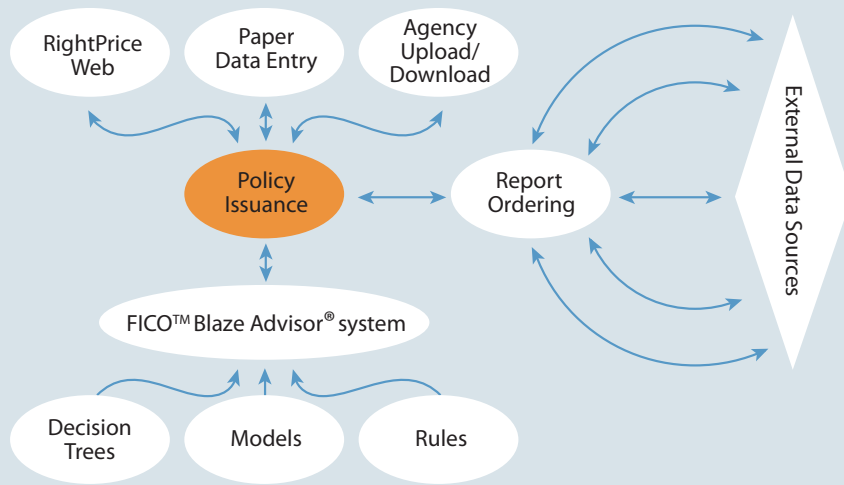 RightPrice
Web
Paper
Data Entry
Agency
Upload/
Download
Policy
Issuance
Report
Ordering
External Data Sources
FICO™ Blaze Advisor® system
Decision
Trees
Models
Rules